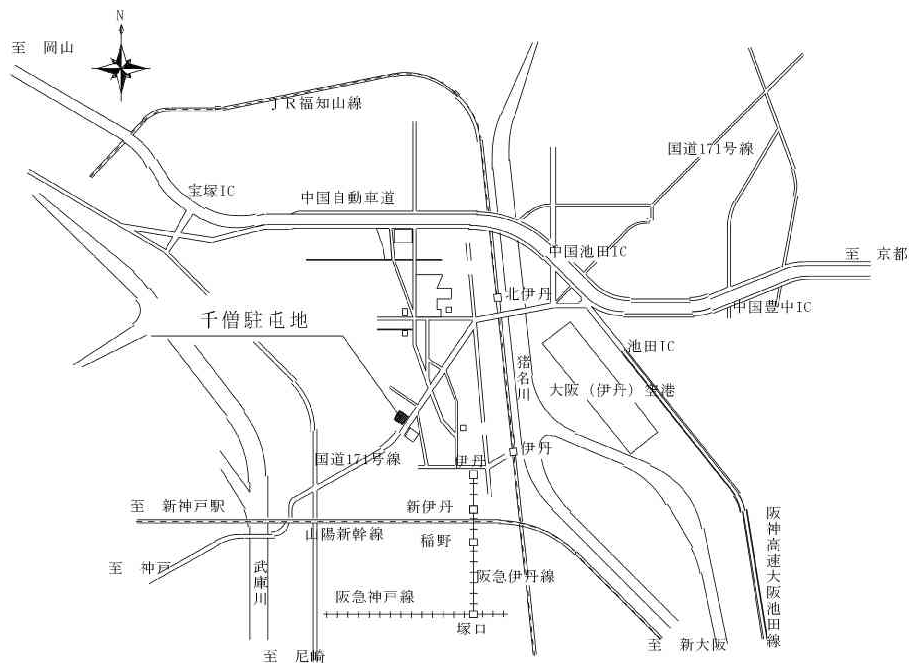 N
至 岡山
JR福知山線
国道171号線
宝塚IC
中国自動車道
中国池田IC
至 京都
北伊丹
中国豊中IC
千僧駐屯地
池田IC
猪名川
大阪(伊丹)空港
国道171号線
伊丹
伊丹
至 新神戸駅
新伊丹
山陽新幹線
稲野
阪神高速大阪池田線
至 神戸
武庫川
阪急伊丹線
阪急神戸線
塚口
至 新大阪
至 尼崎